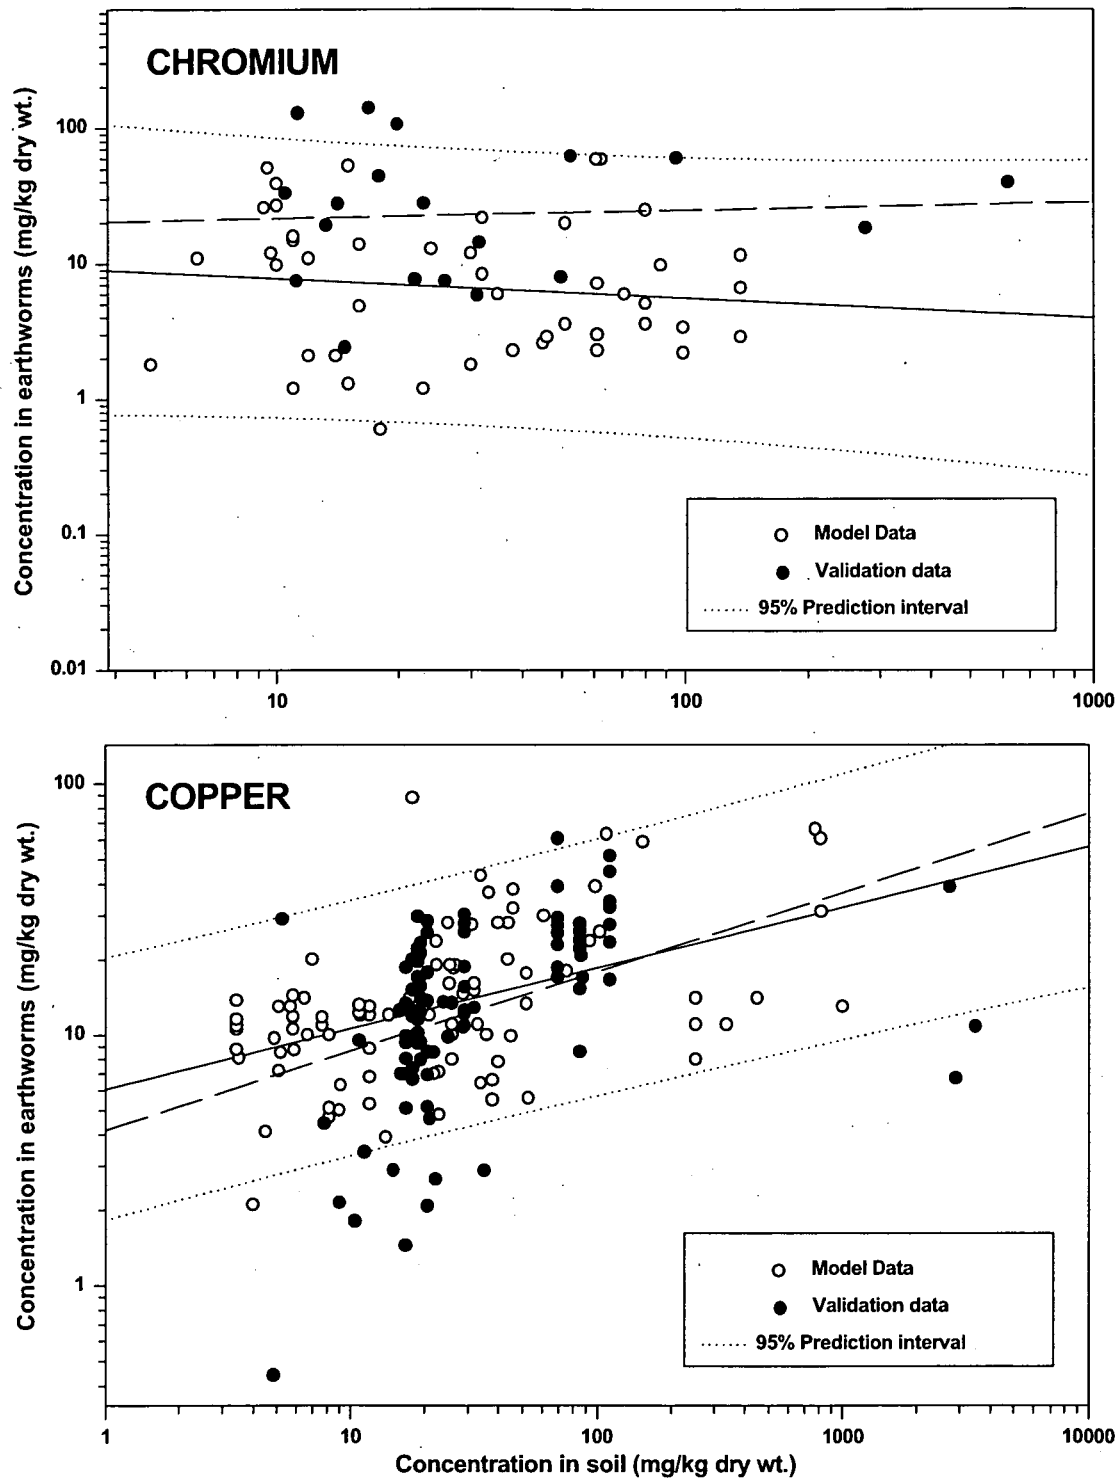 CHROMIUM
Concentration in earthworms (mg/kg dry wt.)
100
10
1
0.1
0.01
Model Data
Validation data
95% Prediction interval
10 100 1000
COPPER
Concentration in earthworms (mg/kg dry wt.)
100
10
1
Model Data
Validation data
95% Prediction interval
1 10 100 1000 10000
Concentration in soil (mg/kg dry wt.)